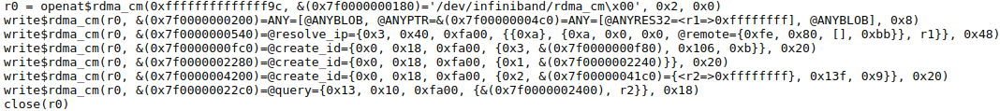 r0 = openat$rdma_cm(0xffffffffffffff9c, &(0x7f0000000180)='/dev/infiniband/rdma_cm\x00', 0x2, 0x0)
write$rdma_cm(r0, &(0x7f0000000200)=ANY=[@ANYBLOB, @ANYPTR=&(0x7f00000004c0)=ANY=[@ANYRES32=<r1=>0xffffffff], @ANYBLOB], 0x8)
write$rdma_cm(r0, &(0x7f0000000540)=@resolve_ip={0x3, 0x40, 0xfa00, {{0xa}, {0xa, 0x0, 0x0, @remote={0xfe, 0x80, [], 0xbb}}, r1}}, 0x48)
write$rdma_cm(r0, &(0x7f0000000fc0)=@create_id={0x0, 0x18, 0xfa00, {0x3, &(0x7f0000000f80), 0x106, 0xb}}, 0x20)
write$rdma_cm(r0, &(0x7f0000002280)=@create_id={0x0, 0x18, 0xfa00, {0x1, &(0x7f0000002240)}}, 0x20)
write$rdma_cm(r0, &(0x7f0000004200)=@create_id={0x0, 0x18, 0xfa00, {0x2, &(0x7f00000041c0)={<r2=>0xffffffff}, 0x13f, 0x9}}, 0x20)
write$rdma_cm(r0, &(0x7f00000022c0)=@query={0x13, 0x10, 0xfa00, {&(0x7f0000002400), r2}}, 0x18)
close(r0)